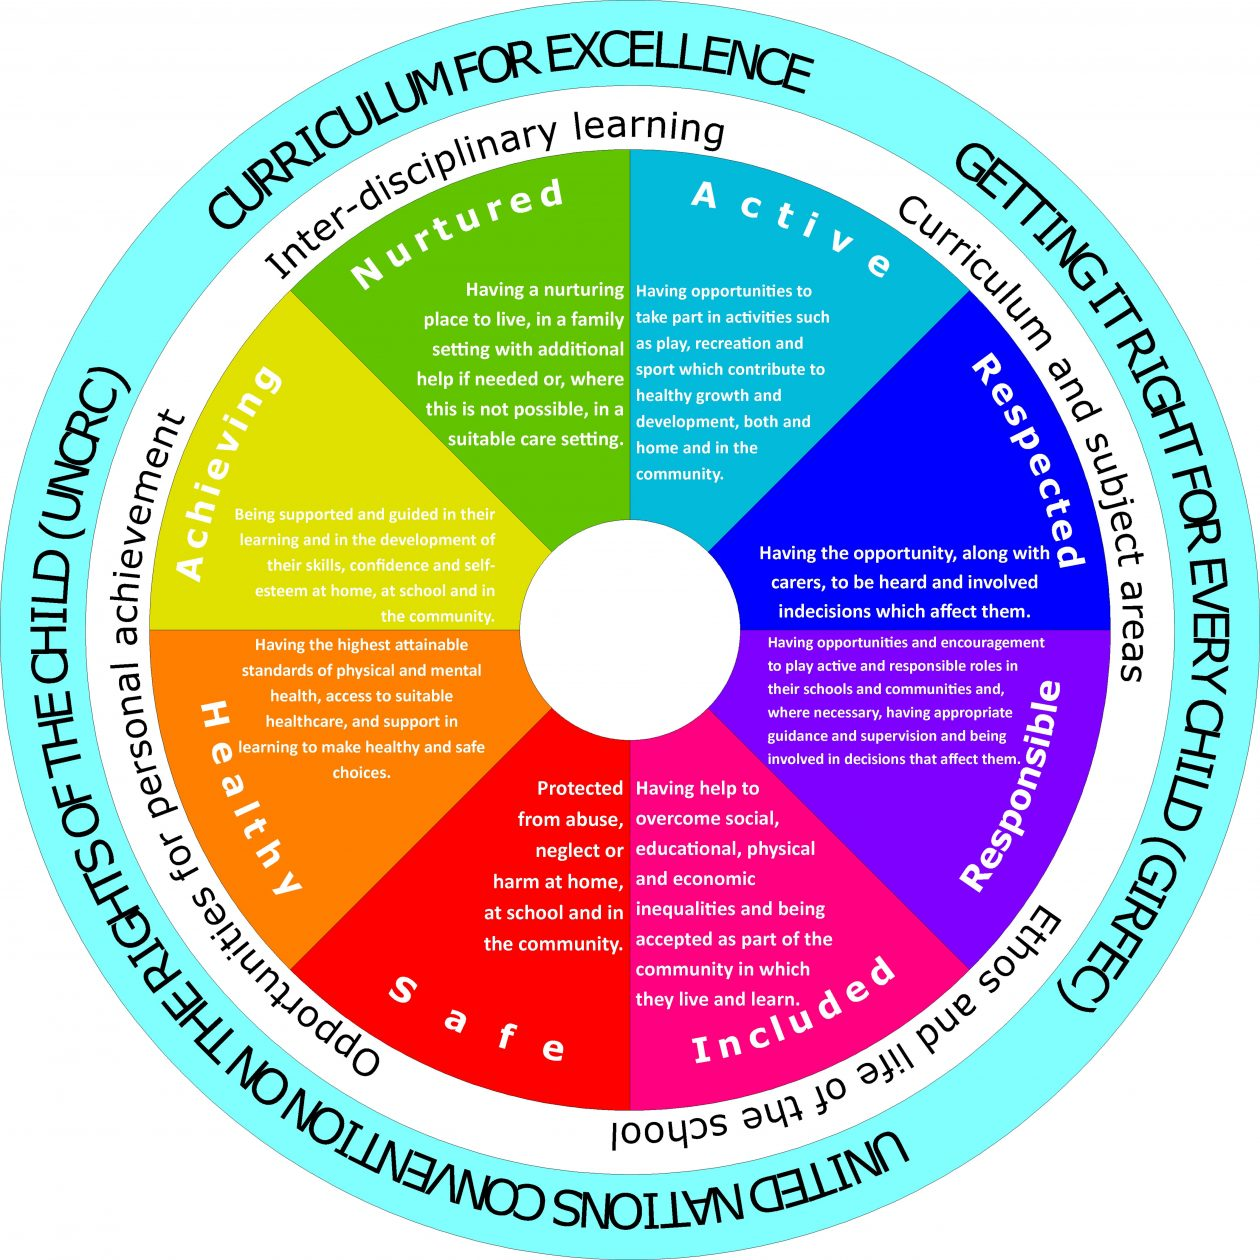 CURRICULUM FOR EXCELLENCE
GETTING IT RIGHT FOR EVERY CHILD (GIRFEC)
UNITED NATIONS CONVENTION ON THE RIGHTS OF THE CHILD (UNCRC)
Inter-disciplinary learning
Curriculum and subject areas
Ethos and life of the school
Opportunities for personal achievement
Nurtured
Having a nurturing
place to live, in a family
setting with additional
help if needed or, where
this is not possible, in a
suitable care setting.
Active
Having opportunities to
take part in activities such
as play, recreation and
sport which contribute to
healthy growth and
development, both and
home and in the
community.
Respected
Having the opportunity, along with
carers, to be heard and involved
indecisions which affect them.
Responsible
Having opportunities and encouragement
to play active and responsible roles in
their schools and communities and,
where necessary, having appropriate
guidance and supervision and being
involved in decisions that affect them.
Included
Having help to
overcome social,
educational, physical
and economic
inequalities and being
accepted as part of the
community in which
they live and learn.
Safe
Protected
from abuse,
neglect or
harm at home,
at school and in
the community.
Healthy
Having the highest attainable
standards of physical and mental
health, access to suitable
healthcare, and support in
learning to make healthy and safe
choices.
Achieving
Being supported and guided in their
learning and in the development of
their skills, confidence and self-
esteem at home, at school and in
the community.